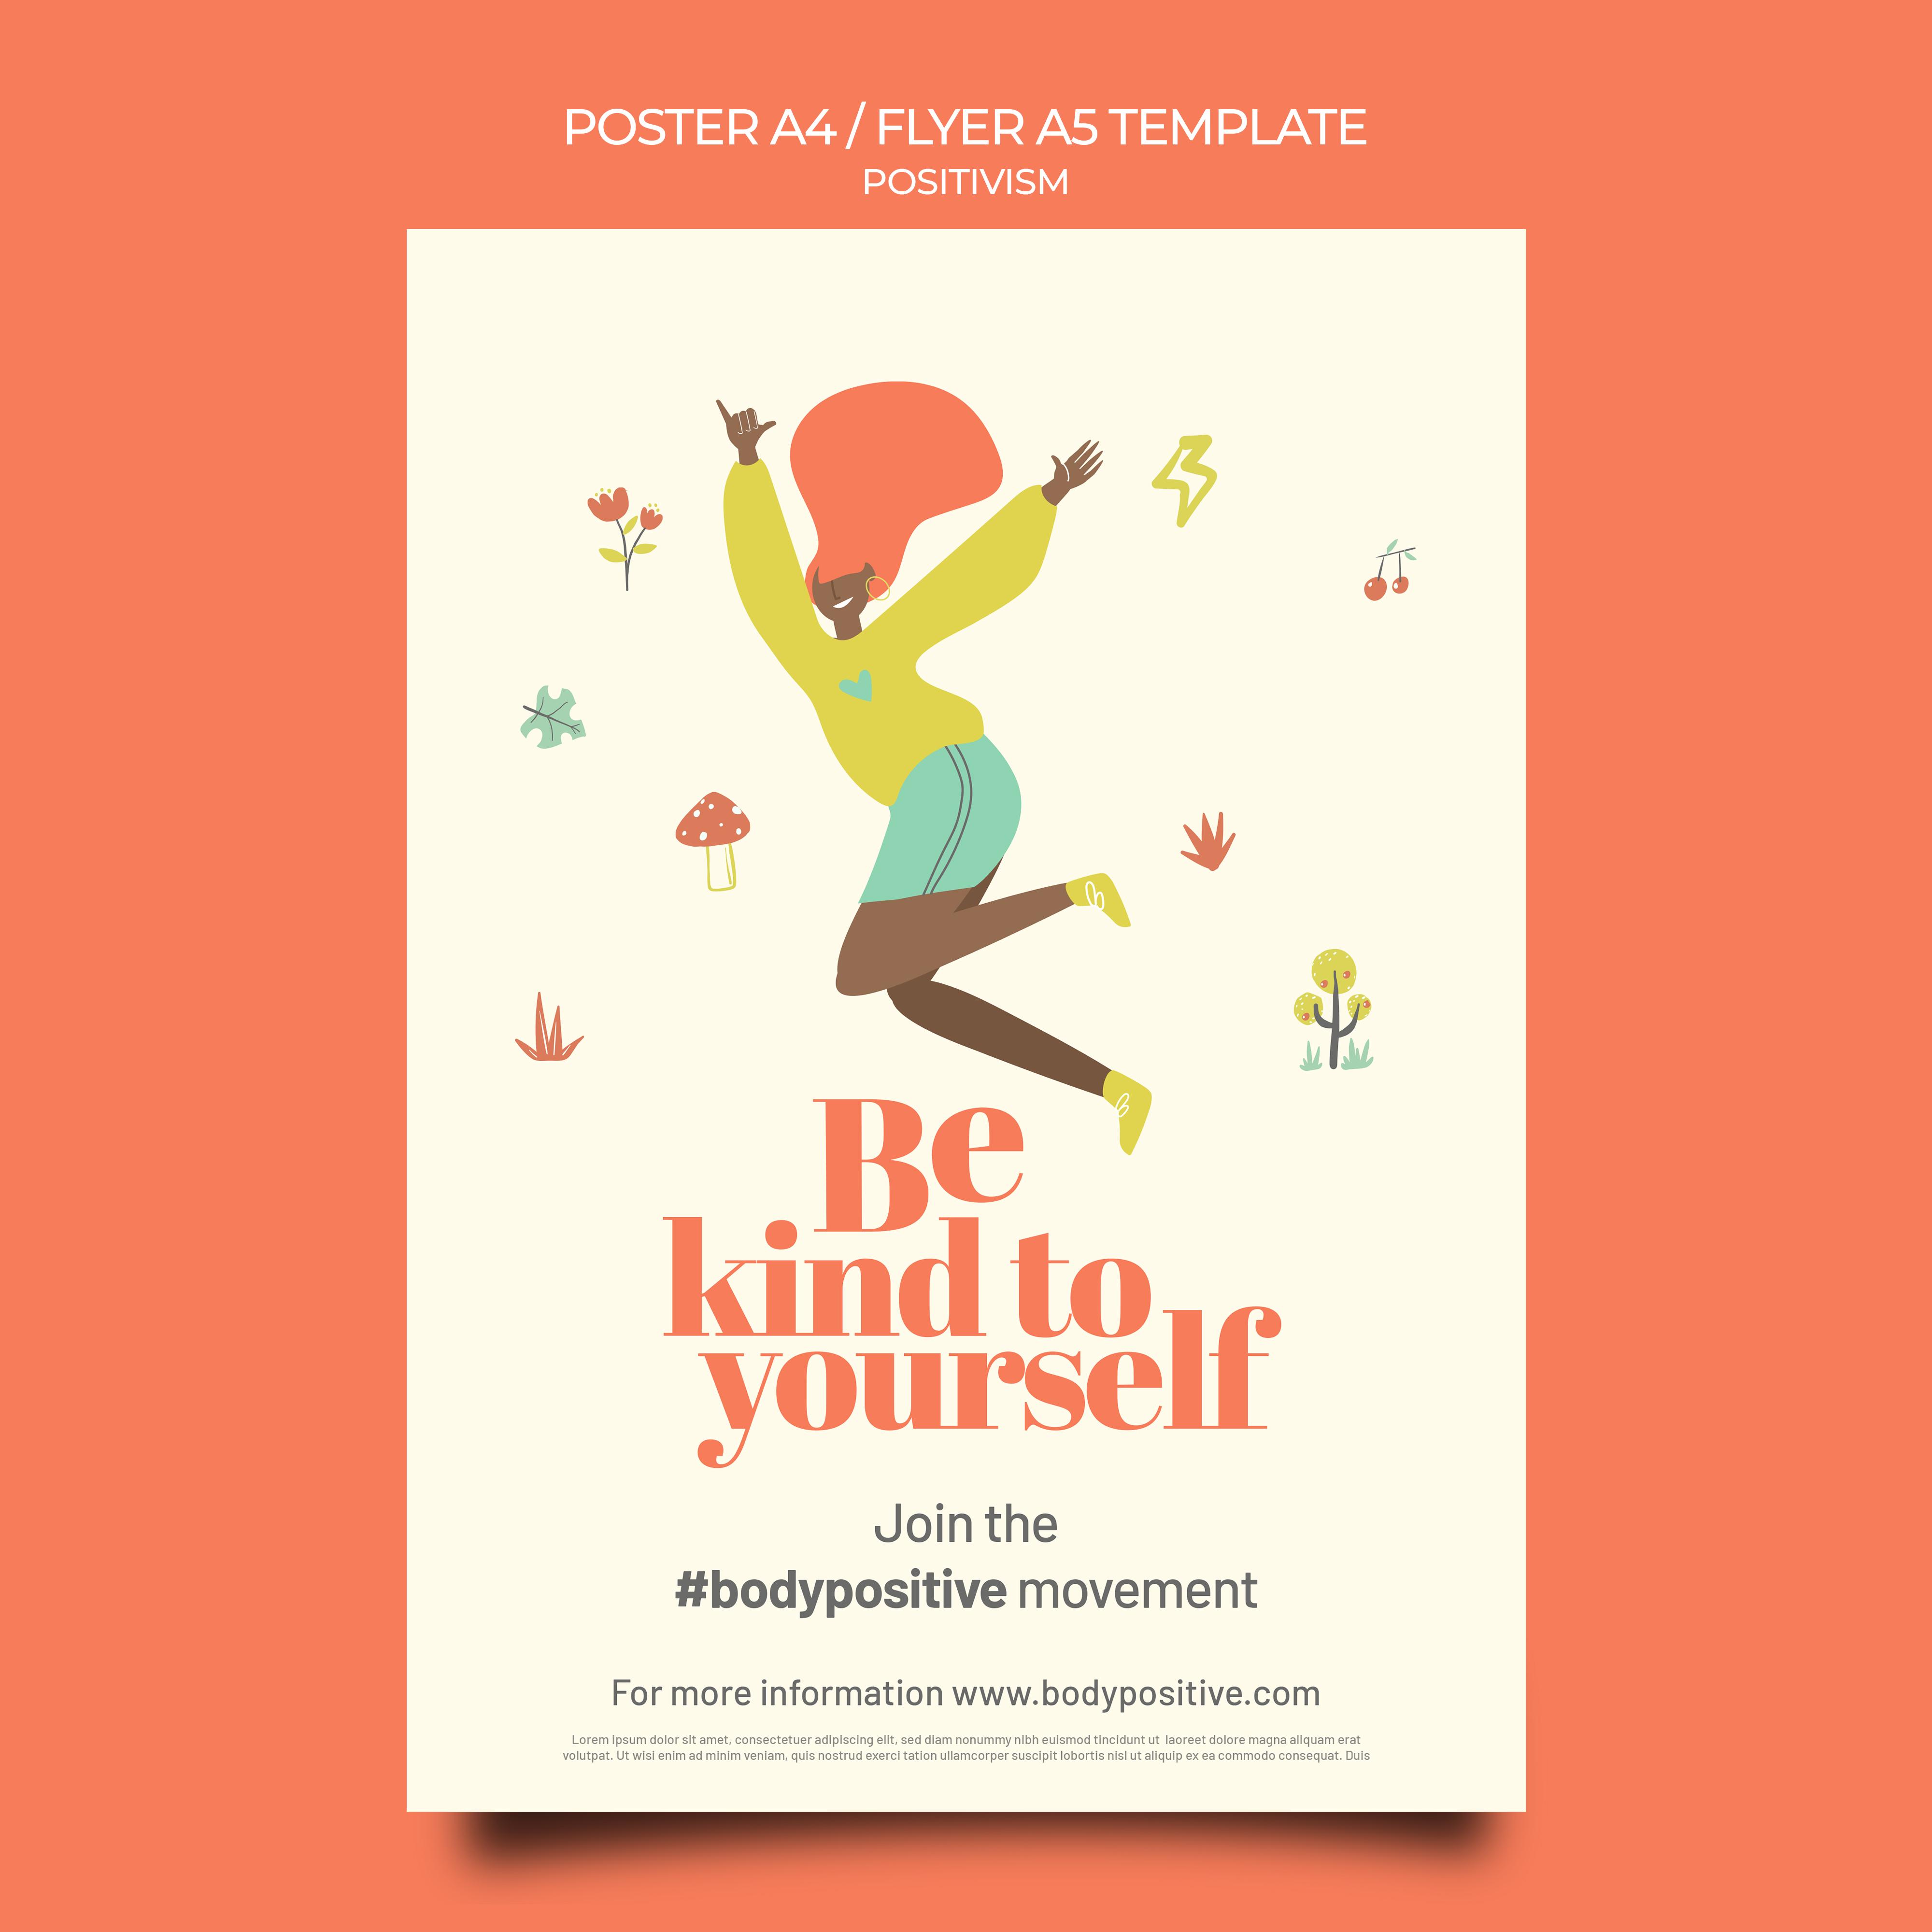 POSTER A4 / FLYER A5 TEMPLATE
POSITIVISM
Be
kind to
yourself
Join the
#bodypositive movement
For more information www.bodypositive.com
Lorem ipsum dolor sit amet, consectetuer adipiscing elit, sed diam nonummy nibh euismod tincidunt ut laoreet dolore magna aliquam erat
volutpat. Ut wisi enim ad minim veniam, quis nostrud exerci tation ullamcorper suscipit lobortis nisl ut aliquip ex ea commodo consequat. Duis